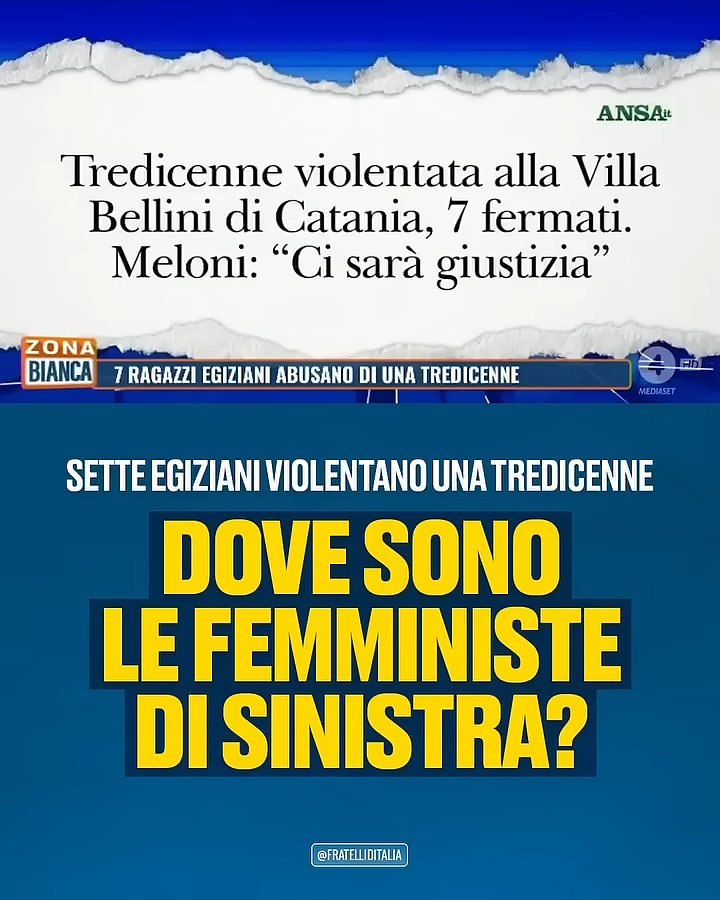 ANSA.it
Tredicenne violentata alla Villa
Bellini di Catania, 7 fermati.
Meloni: “Ci sarà giustizia”
ZONA
BIANCA
7 RAGAZZI EGIZIANI ABUSANO DI UNA TREDICENNE
4 HD
MEDIASET
SETTE EGIZIANI VIOLENTANO UNA TREDICENNE
DOVE SONO
LE FEMMINISTE
DI SINISTRA?
@FRATELLIDITALIA